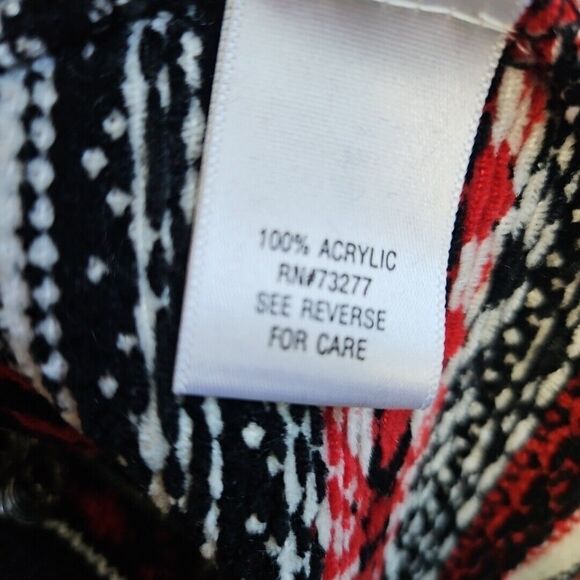 100% ACRYLIC
RN#73277
SEE REVERSE
FOR CARE